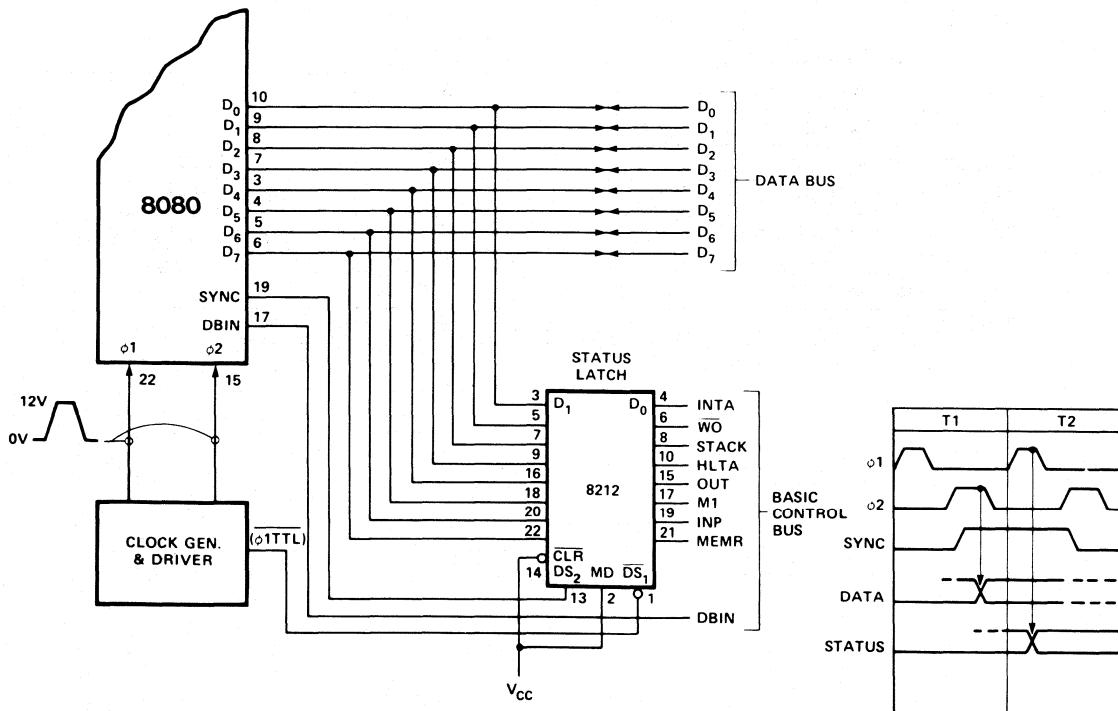 8080
D0 10
D1 9
D2 8
D3 7
D4 3
D5 4
D6 5
D7 6
SYNC 19
DBIN 17
φ1 φ2
22 15
D0
D1
D2
D3
D4
D5
D6
D7
DATA BUS
12V
0V
CLOCK GEN.
& DRIVER
(φ1TTL)
STATUS
LATCH
8212
D1 D0
3 4 INTA
5 6 WO
7 8 STACK
9 10 HLTA
16 15 OUT
18 17 M1
20 19 INP
22 21 MEMR
CLR
14 DS2 MD DS1
13 2 1
DBIN
VCC
BASIC
CONTROL
BUS
T1 T2
φ1
φ2
SYNC
DATA
STATUS